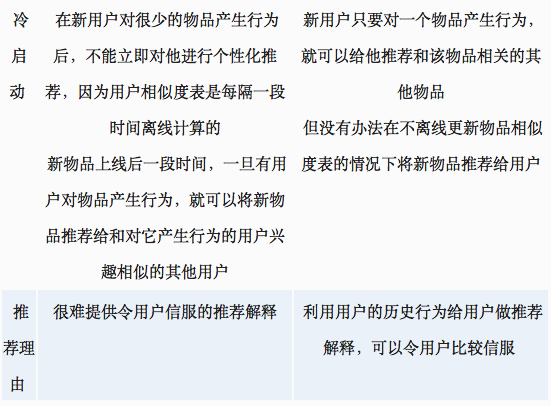 冷启动
在新用户对很少的物品产生行为
后，不能立即对他进行个性化推
荐，因为用户相似度表是每隔一段
时间离线计算的
新物品上线后一段时间，一旦有用
户对物品产生行为，就可以将新物
品推荐给和对它产生行为的用户兴
趣相似的其他用户
新用户只要对一个物品产生行为，
就可以给他推荐和该物品相关的其
他物品
但没有办法在不离线更新物品相似
度表的情况下将新物品推荐给用户
推
荐理
由
很难提供令用户信服的推荐解释
利用用户的历史行为给用户做推荐
解释，可以令用户比较信服